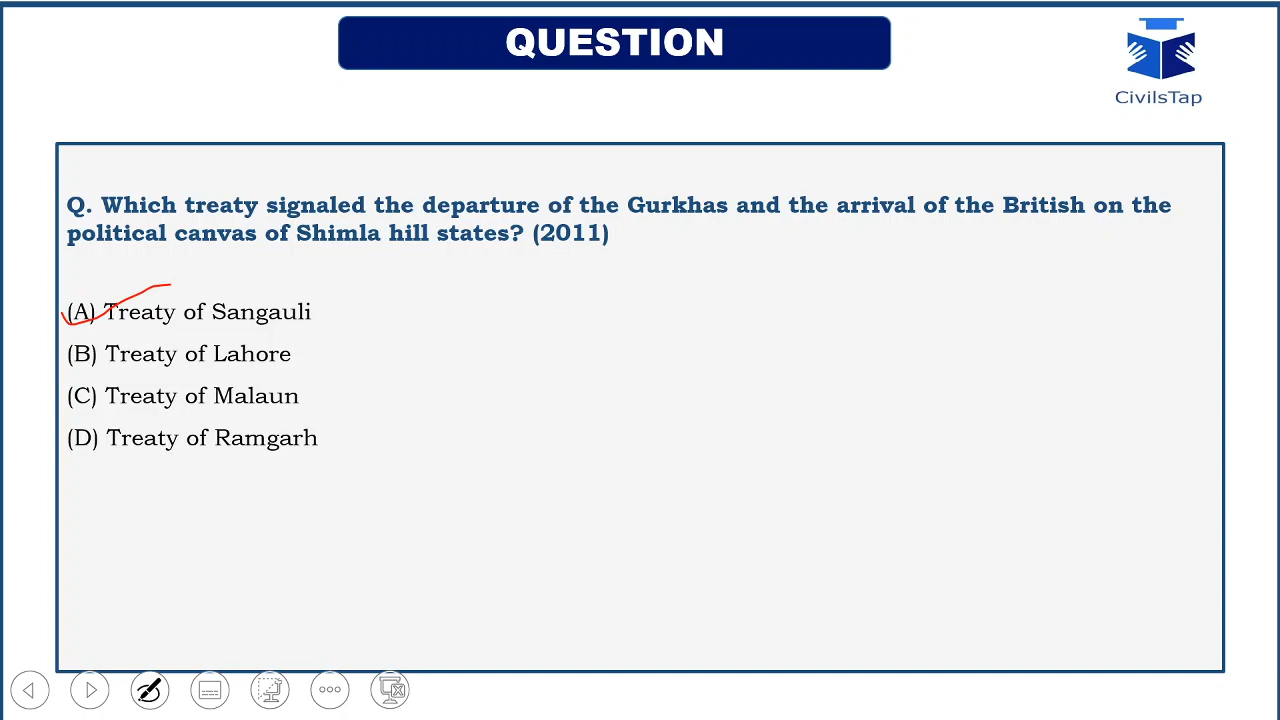 QUESTION
CivilsTap
Q. Which treaty signaled the departure of the Gurkhas and the arrival of the British on the
political canvas of Shimla hill states? (2011)
(A) Treaty of Sangauli
(B) Treaty of Lahore
(C) Treaty of Malaun
(D) Treaty of Ramgarh